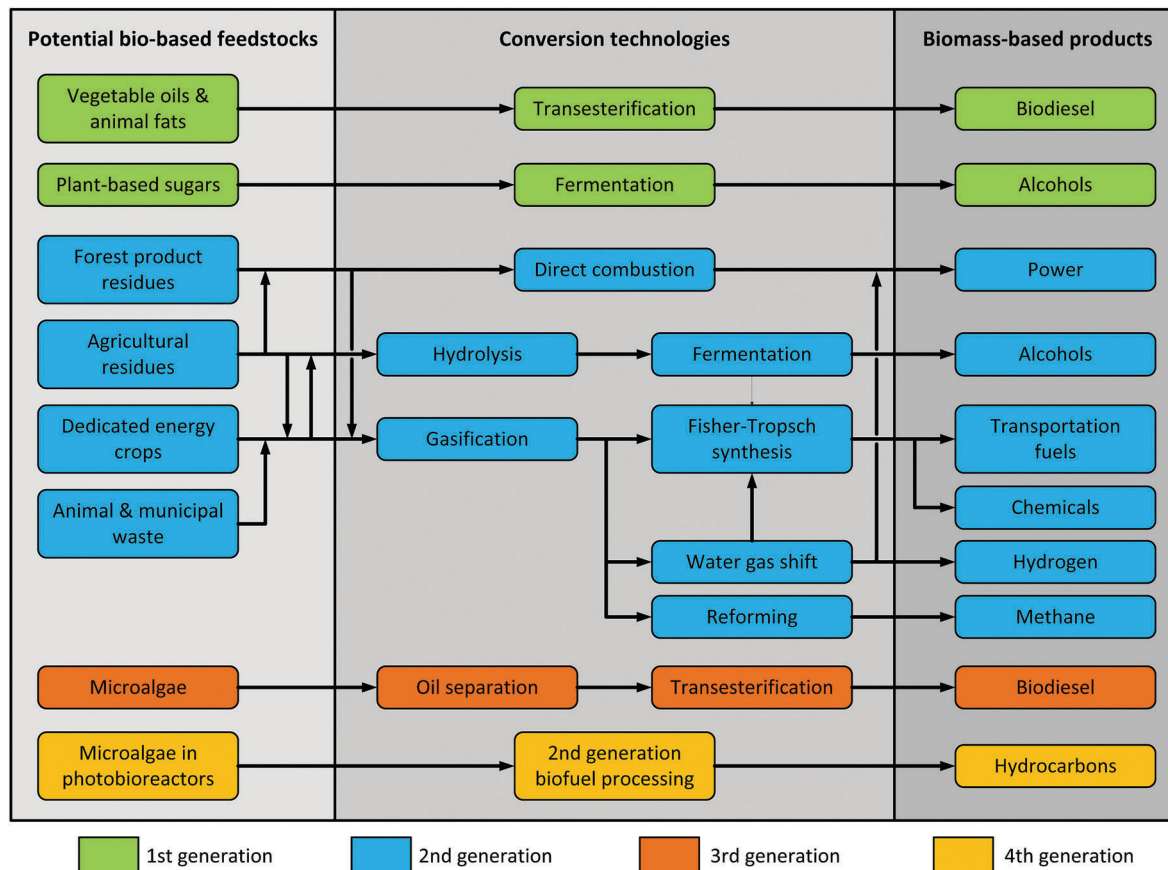 Potential bio-based feedstocks
Conversion technologies
Biomass-based products
Vegetable oils &
animal fats
Transesterification
Biodiesel
Plant-based sugars
Fermentation
Alcohols
Forest product
residues
Direct combustion
Power
Agricultural
residues
Hydrolysis
Fermentation
Alcohols
Dedicated energy
crops
Gasification
Fisher-Tropsch
synthesis
Transportation
fuels
Animal & municipal
waste
Chemicals
Water gas shift
Hydrogen
Reforming
Methane
Microalgae
Oil separation
Transesterification
Biodiesel
Microalgae in
photobioreactors
2nd generation
biofuel processing
Hydrocarbons
1st generation
2nd generation
3rd generation
4th generation